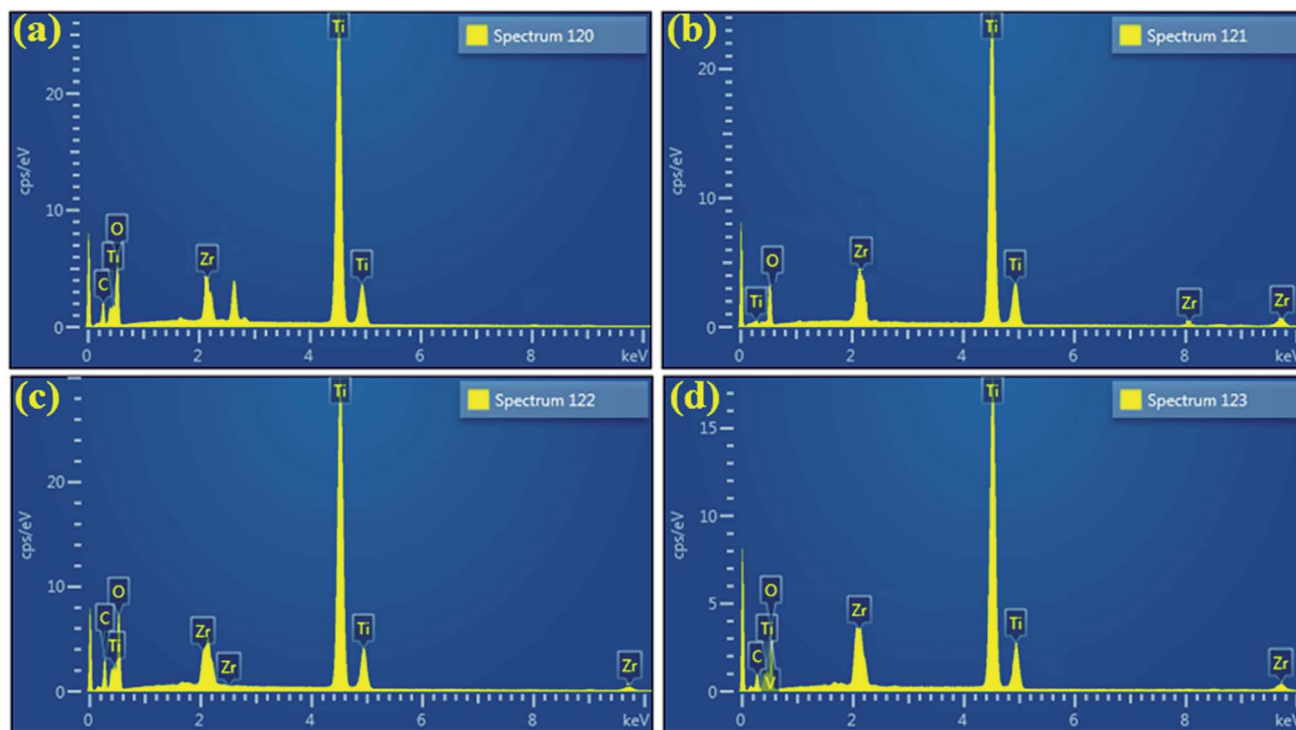 (a)
Spectrum 120
Ti
20
10
0
cps/eV
C
Ti
O
Zr
Ti
0
2
4
6
8
keV
(b)
Spectrum 121
Ti
20
10
0
cps/eV
Ti
O
Zr
Ti
Zr
Zr
0
2
4
6
8
keV
(c)
Spectrum 122
Ti
20
10
0
cps/eV
C
Ti
O
Zr
Zr
Ti
Zr
0
2
4
6
8
keV
(d)
Spectrum 123
Ti
15
10
5
0
cps/eV
C
Ti
O
Zr
Ti
Zr
0
2
4
6
8
keV